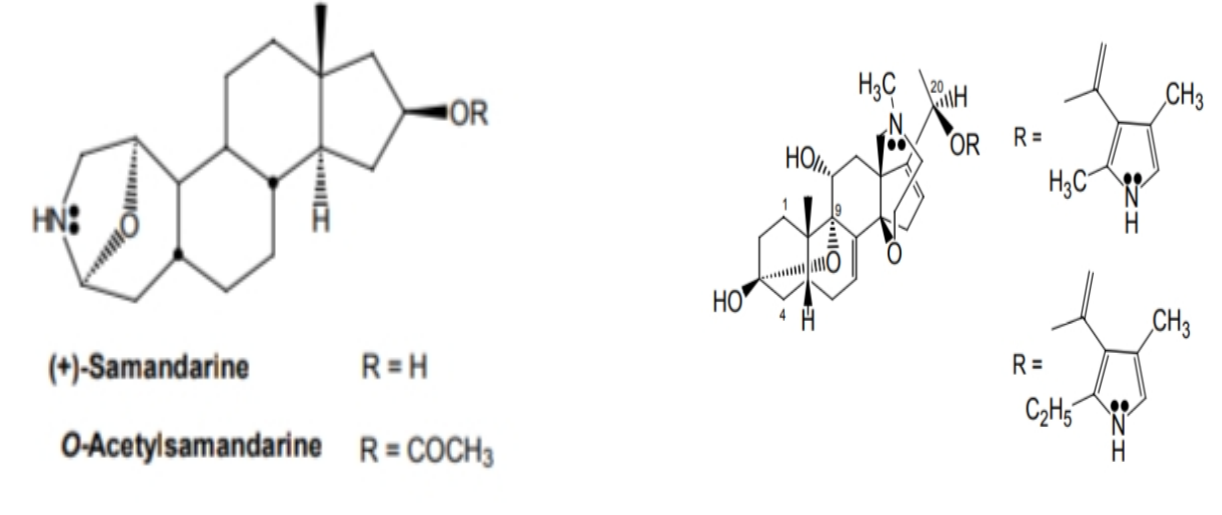 OR
HN
O
H
(+)-Samandarine R = H
O-Acetylsamandarine R = COCH₃
H₃C
20
H
N
OR
HO
1
9
O
O
HO
4
H
R =
CH₃
H₃C
N
H
R =
CH₃
C₂H₅
N
H